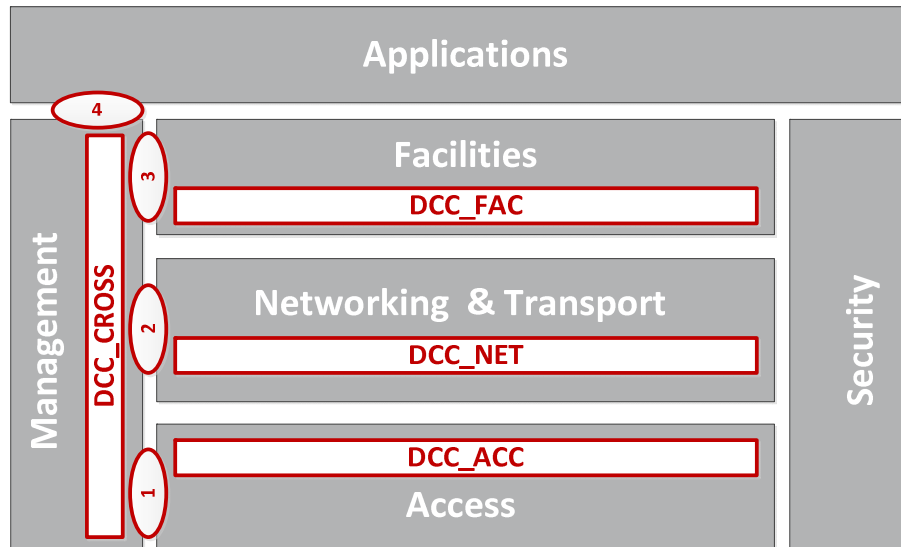 Applications
4
Management
DCC_CROSS
3
Facilities
DCC_FAC
2
Networking & Transport
DCC_NET
1
DCC_ACC
Access
Security